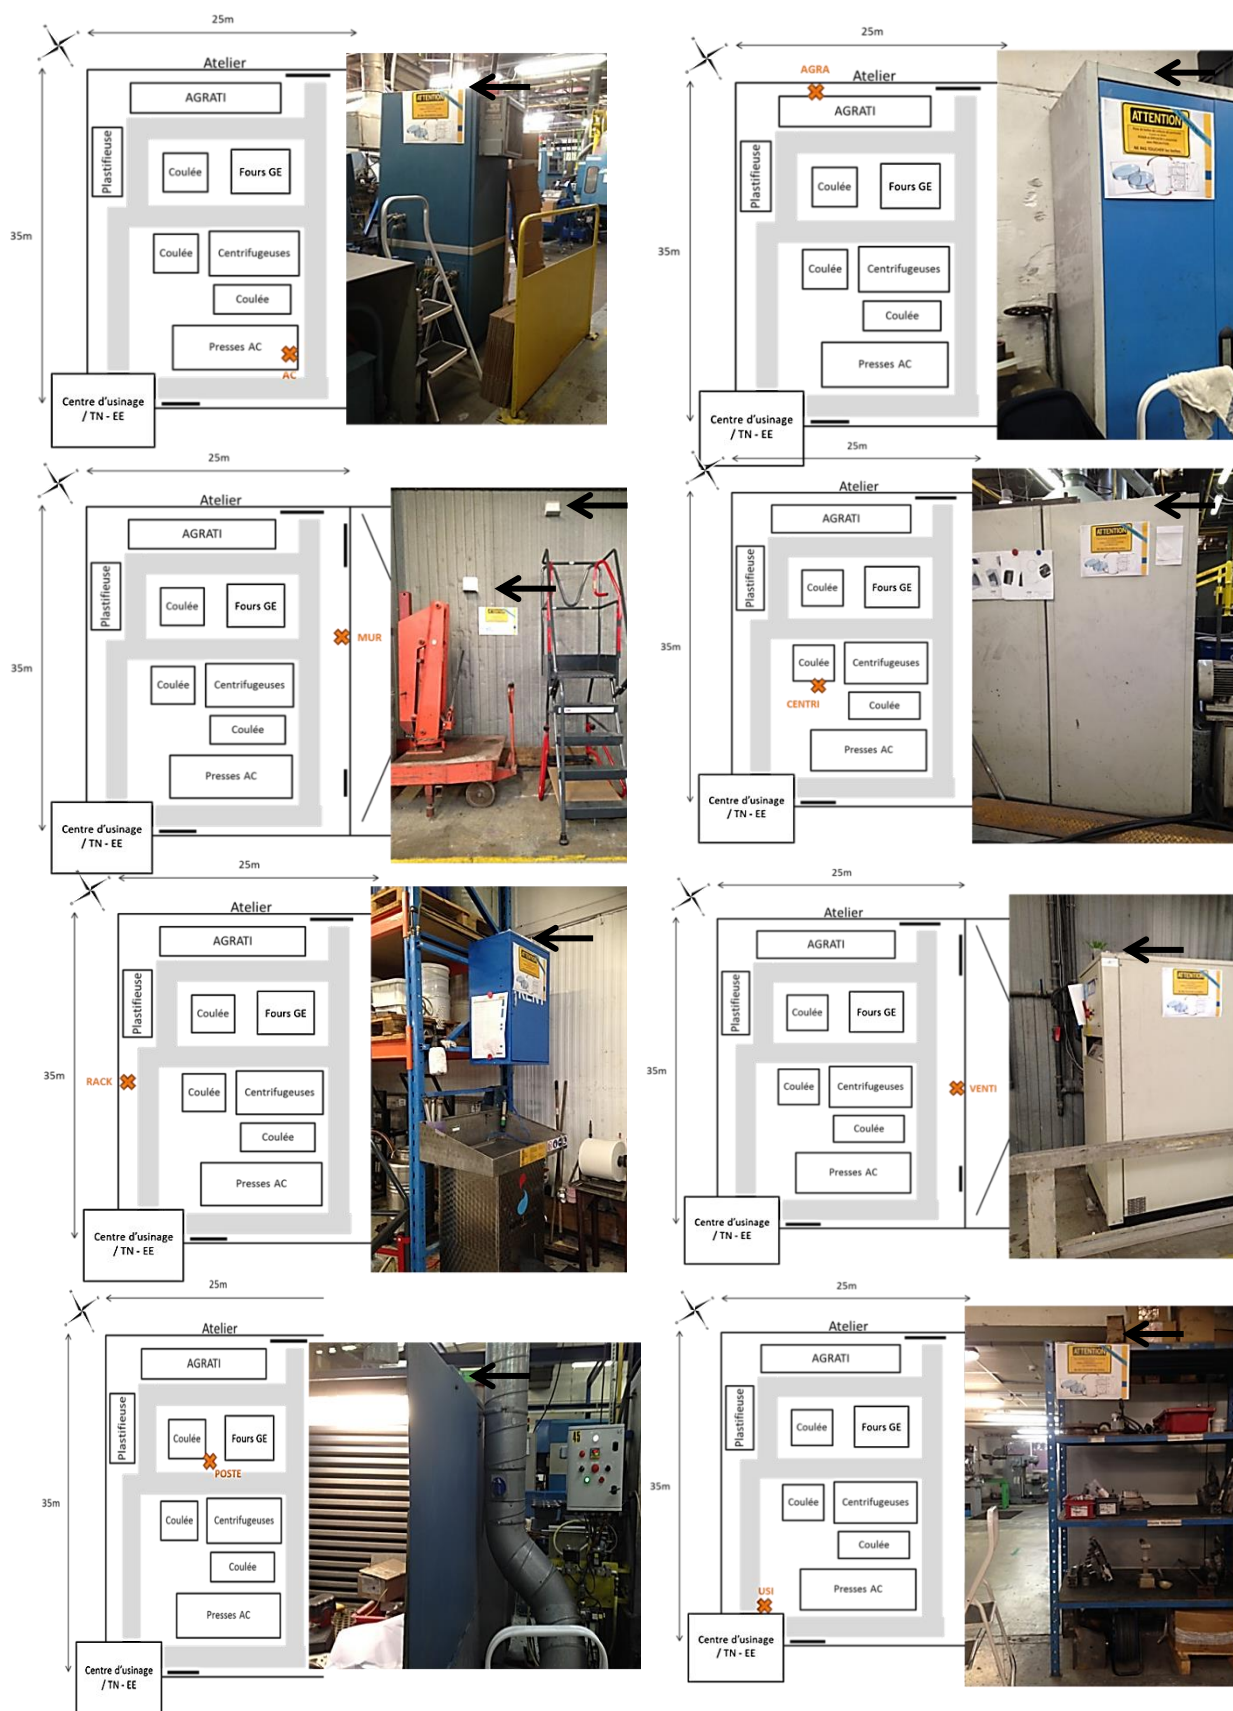 25m
Atelier
AGRATI
Plastifieuse
Coulée
Fours GE
35m
Coulée
Centrifugeuses
Coulée
Presses AC
AC
Centre d'usinage
/ TN - EE
ATTENTION
25m
AGRA
Atelier
AGRATI
Plastifieuse
Coulée
Fours GE
35m
Coulée
Centrifugeuses
Coulée
Presses AC
Centre d'usinage
/ TN - EE
ATTENTION
NE PAS TOUCHER
25m
Atelier
AGRATI
Plastifieuse
Coulée
Fours GE
MUR
35m
Coulée
Centrifugeuses
Coulée
Presses AC
Centre d'usinage
/ TN - EE
25m
Atelier
AGRATI
Plastifieuse
Coulée
Fours GE
35m
Coulée
Centrifugeuses
CENTRI
Coulée
Presses AC
Centre d'usinage
/ TN - EE
ATTENTION
25m
Atelier
AGRATI
Plastifieuse
Coulée
Fours GE
35m
RACK
Coulée
Centrifugeuses
Coulée
Presses AC
Centre d'usinage
/ TN - EE
25m
Atelier
AGRATI
Plastifieuse
Coulée
Fours GE
35m
Coulée
Centrifugeuses
VENTI
Coulée
Presses AC
Centre d'usinage
/ TN - EE
25m
Atelier
AGRATI
Plastifieuse
Coulée
Fours GE
POSTE
35m
Coulée
Centrifugeuses
Coulée
Presses AC
Centre d'usinage
/ TN - EE
45
25m
Atelier
AGRATI
Plastifieuse
Coulée
Fours GE
35m
Coulée
Centrifugeuses
Coulée
Presses AC
USI
Centre d'usinage
/ TN - EE
ATTENTION